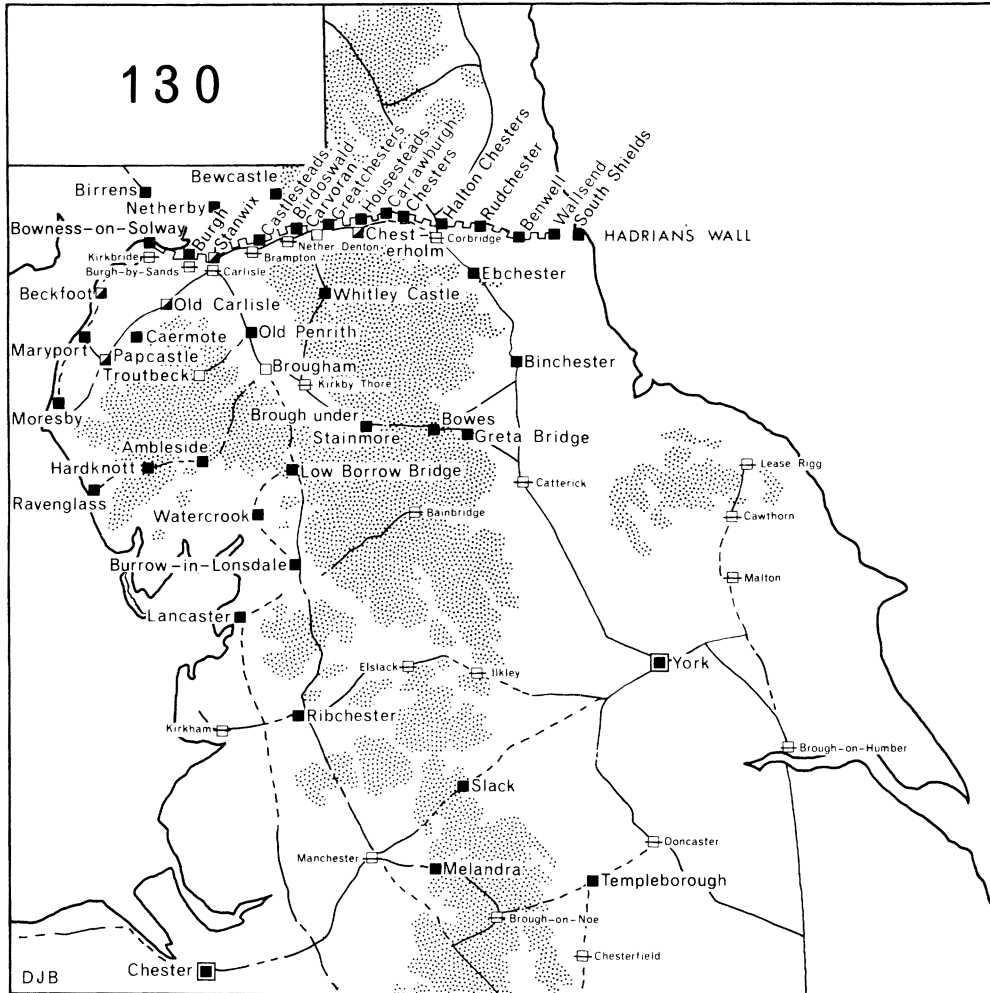 130
Birrens
Bewcastle
Netherby
Bowness-on-Solway
Burgh
Stanwix
Castlesteads
Birdoswald
Carvoran
Greatchesters
Housesteads
Carrawburgh
Chesters
Halton Chesters
Rudchester
Benwell
Wallsend
South Shields
HADRIAN'S WALL
Kirkbride
Burgh-by-Sands
Carlisle
Brampton
Nether Denton
Chest-
erholm
Corbridge
Ebchester
Beckfoot
Old Carlisle
Whitley Castle
Maryport
Caermote
Old Penrith
Papcastle
Troutbeck
Brougham
Kirkby Thore
Binchester
Moresby
Brough under
Stainmore
Bowes
Greta Bridge
Ambleside
Hardknott
Low Borrow Bridge
Lease Rigg
Ravenglass
Catterick
Watercrook
Bainbridge
Cawthorn
Burrow-in-Lonsdale
Malton
Lancaster
Elslack
Ilkley
York
Kirkham
Ribchester
Brough-on-Humber
Slack
Manchester
Melandra
Doncaster
Templeborough
Brough-on-Noe
Chesterfield
Chester
DJB